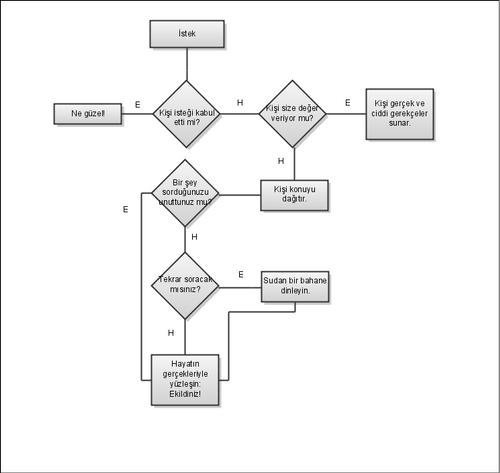 İstek
E
H
E
Ne güzel!
Kişi isteği kabul
etti mi?
Kişi size değer
veriyor mu?
Kişi gerçek ve
ciddi gerekçeler
sunar.
H
Kişi konuyu
dağıtır.
Bir şey
sorduğunuzu
unuttunuz mu?
E
H
Tekrar soracak
mısınız?
E
Sudan bir bahane
dinleyin.
H
Hayatın
gerçekleriyle
yüzleşin:
Ekildiniz!